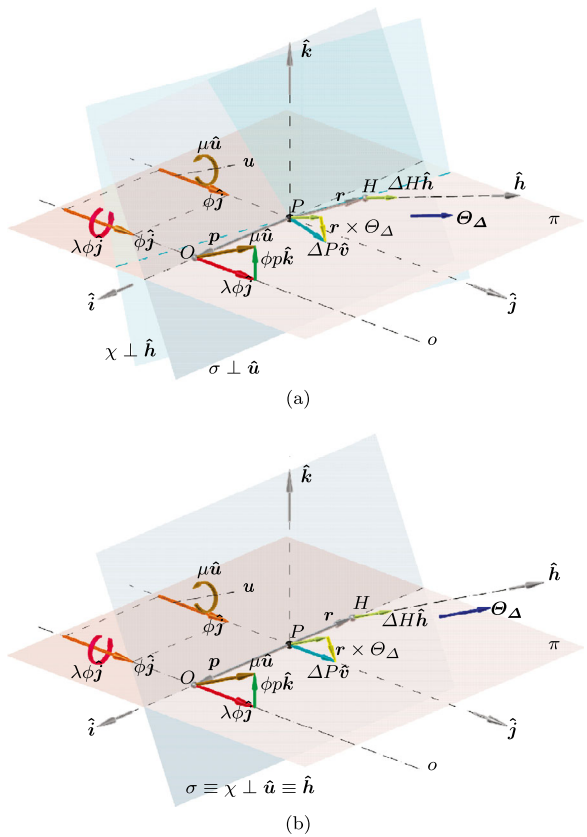 k̂
μû
u
r
H
ΔHĥ
ĥ
ϕĵ
P
r × Θ_Δ
Θ_Δ
π
λϕĵ
ϕĵ
p
μû
O
ϕpk̂
ΔPv̂
î
λϕĵ
ĵ
χ ⊥ ĥ
o
σ ⊥ û
(a)
k̂
μû
u
ĥ
H
r
ΔHĥ
Θ_Δ
ϕĵ
P
r × Θ_Δ
π
λϕĵ
ϕĵ
p
μû
O
ϕpk̂
ΔPv̂
î
λϕĵ
ĵ
o
σ ≡ χ ⊥ û ≡ ĥ
(b)